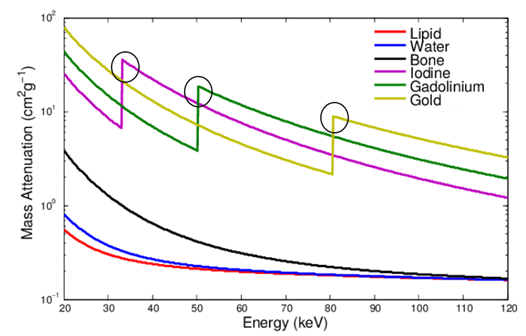 10²
Lipid
Water
Bone
Iodine
Gadolinium
Gold
10¹
10⁰
10⁻¹
Mass Attenuation (cm²g⁻¹)
20 30 40 50 60 70 80 90 100 110 120
Energy (keV)